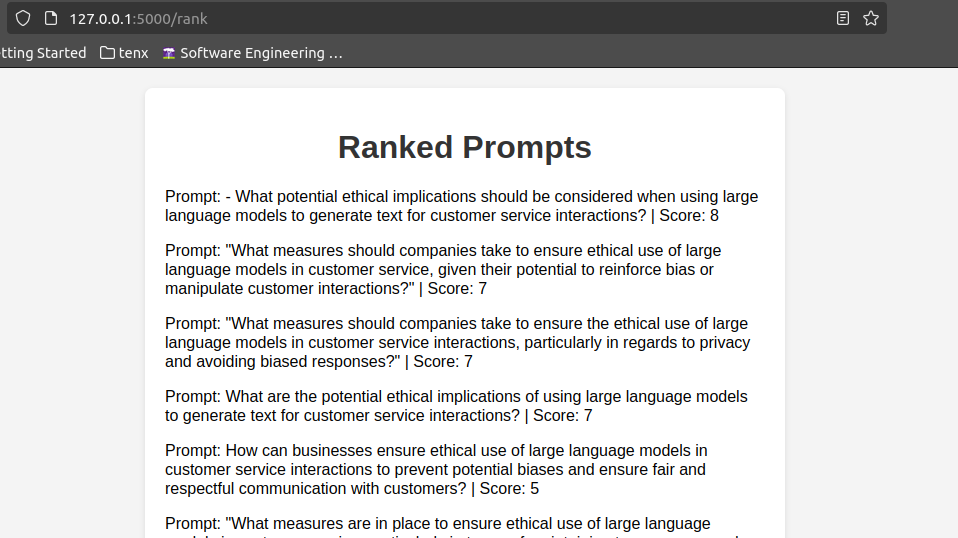 127.0.0.1:5000/rank
tting Started tenx Software Engineering …
Ranked Prompts
Prompt: - What potential ethical implications should be considered when using large
language models to generate text for customer service interactions? | Score: 8
Prompt: "What measures should companies take to ensure ethical use of large
language models in customer service, given their potential to reinforce bias or
manipulate customer interactions?" | Score: 7
Prompt: "What measures should companies take to ensure the ethical use of large
language models in customer service interactions, particularly in regards to privacy
and avoiding biased responses?" | Score: 7
Prompt: What are the potential ethical implications of using large language models
to generate text for customer service interactions? | Score: 7
Prompt: How can businesses ensure ethical use of large language models in
customer service interactions to prevent potential biases and ensure fair and
respectful communication with customers? | Score: 5
Prompt: "What measures are in place to ensure ethical use of large language